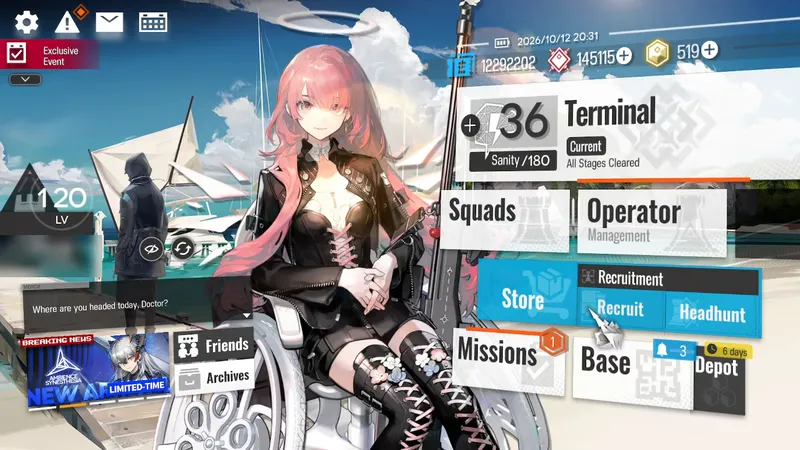 Exclusive
Event
2026/10/12 20:31
12292202
145115
519
36
Sanity/180
Terminal
Current
All Stages Cleared
120
LV
Squads
Operator
Management
Recruitment
Store
Recruit
Headhunt
Where are you headed today, Doctor?
BREAKING NEWS
AMBIENCE
SYNESTHESIA
LIMITED-TIME
Friends
Archives
Missions
1
Base
3
6 days
Depot